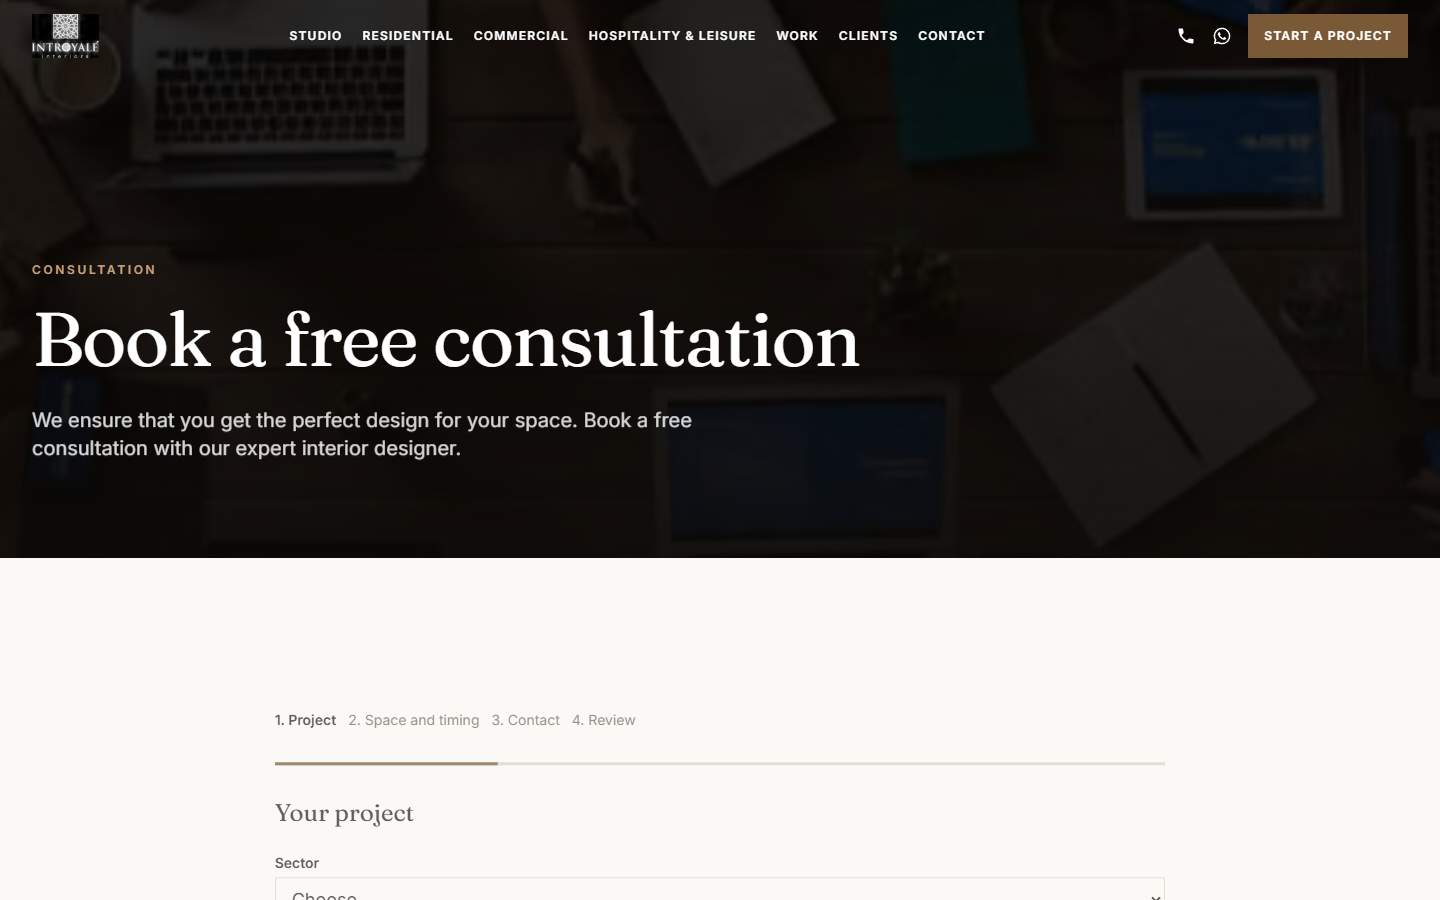 INTROYALE
interiors
STUDIO RESIDENTIAL COMMERCIAL HOSPITALITY & LEISURE WORK CLIENTS CONTACT
START A PROJECT
CONSULTATION
Book a free consultation
We ensure that you get the perfect design for your space. Book a free
consultation with our expert interior designer.
1. Project 2. Space and timing 3. Contact 4. Review
Your project
Sector
Choose